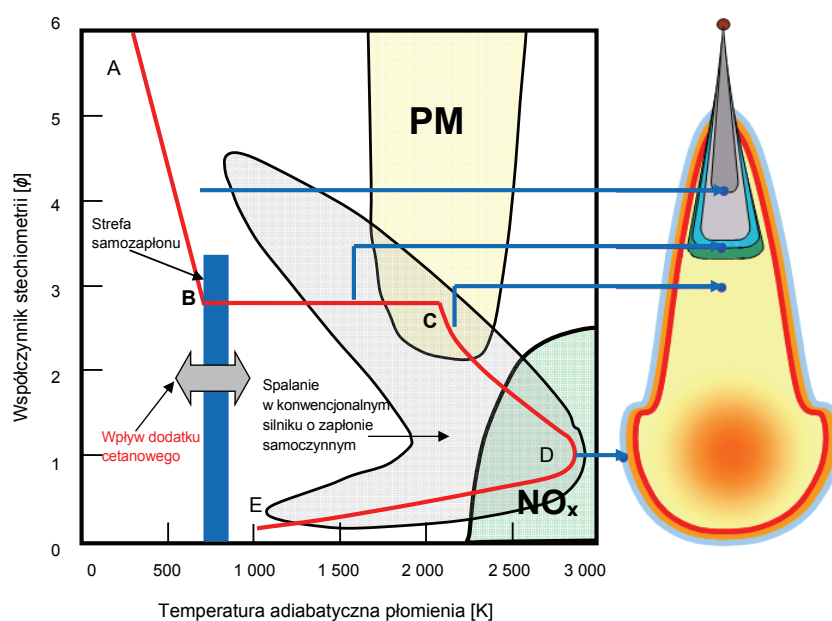 6
A
5
PM
4
Strefa
samozapłonu
3
B
C
2
Spalanie
w konwencjonalnym
silniku o zapłonie
samoczynnym
Wpływ dodatku
cetanowego
1
D
E
NOx
0
0 500 1 000 1 500 2 000 2 500 3 000
Współczynnik stechiometrii [ϕ]
Temperatura adiabatyczna płomienia [K]